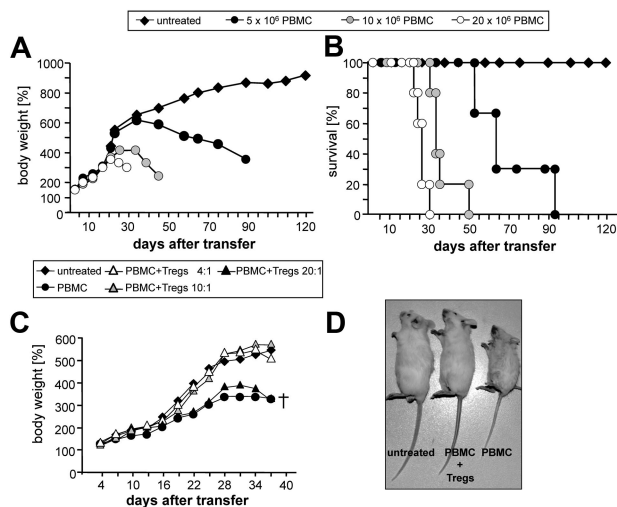 untreated 5 x 10⁶ PBMC 10 x 10⁶ PBMC 20 x 10⁶ PBMC
A
body weight [%]
1000
800
600
400
300
200
0
10 30 50 70 90 120
days after transfer
B
survival [%]
100
80
60
40
20
0
10 30 50 70 90 120
days after transfer
untreated PBMC+Tregs 4:1 PBMC+Tregs 20:1
PBMC PBMC+Tregs 10:1
C
body weight [%]
600
500
400
300
200
100
0
4 10 16 22 28 34 40
days after transfer
†
D
untreated PBMC PBMC
+
Tregs